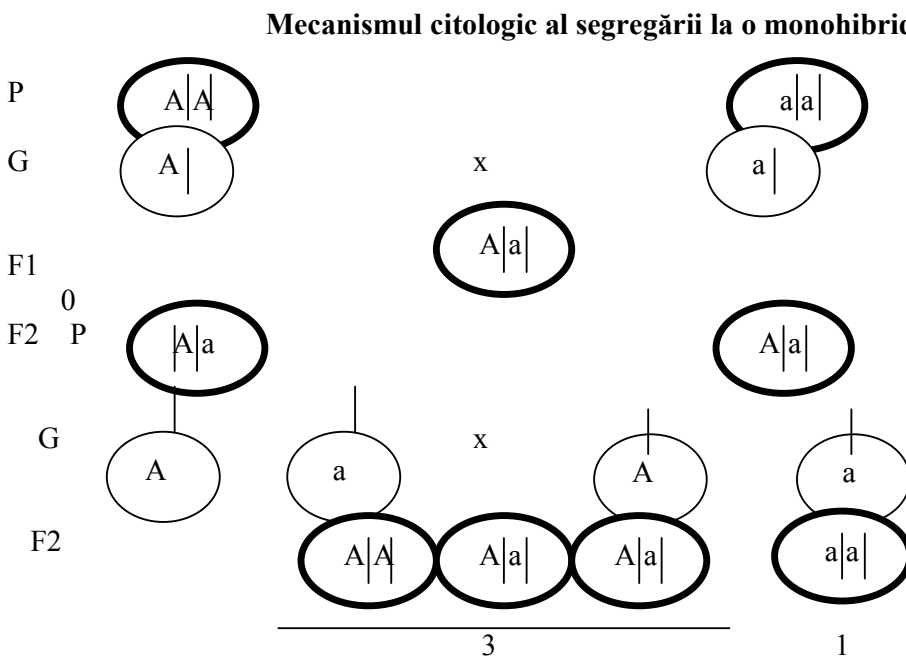 Mecanismul citologic al segregării la o monohibrid
P A A a a
G A x a
F1 A a
0
F2 P A a A a
G A a x A a
F2 A A A a A a a a
3 1